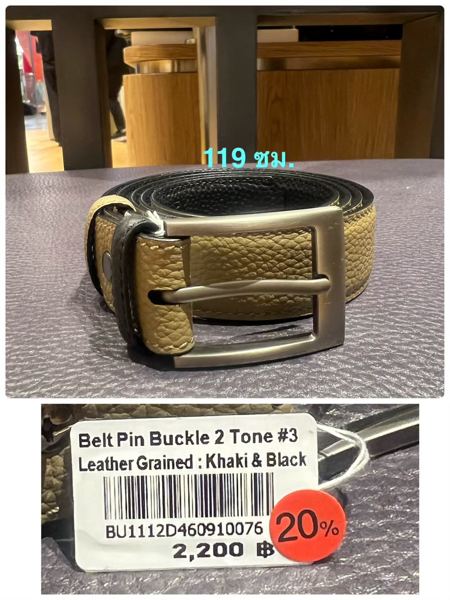 119 ซม.
Belt Pin Buckle 2 Tone #3
Leather Grained : Khaki & Black
BU1112D460910076
2,200 ฿
20%